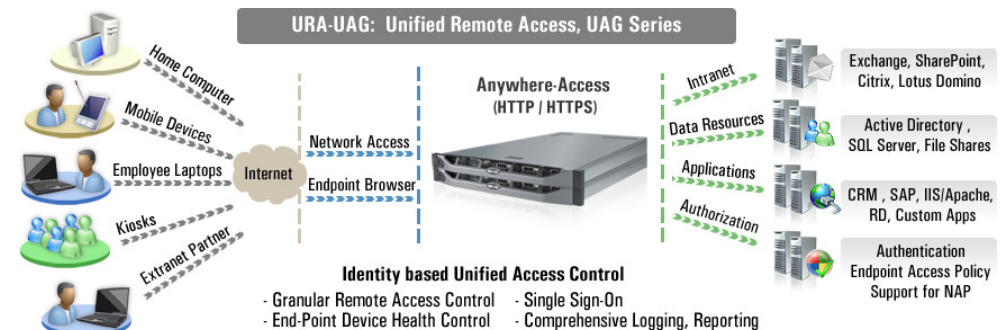 URA-UAG: Unified Remote Access, UAG Series
Home Computer
Mobile Devices
Employee Laptops
Kiosks
Extranet Partner
Internet
Network Access
Endpoint Browser
Anywhere-Access
(HTTP / HTTPS)
Intranet
Data Resources
Applications
Authorization
Exchange, SharePoint,
Citrix, Lotus Domino
Active Directory ,
SQL Server, File Shares
CRM , SAP, IIS/Apache,
RD, Custom Apps
Authentication
Endpoint Access Policy
Support for NAP
Identity based Unified Access Control
- Granular Remote Access Control - Single Sign-On
- End-Point Device Health Control - Comprehensive Logging, Reporting